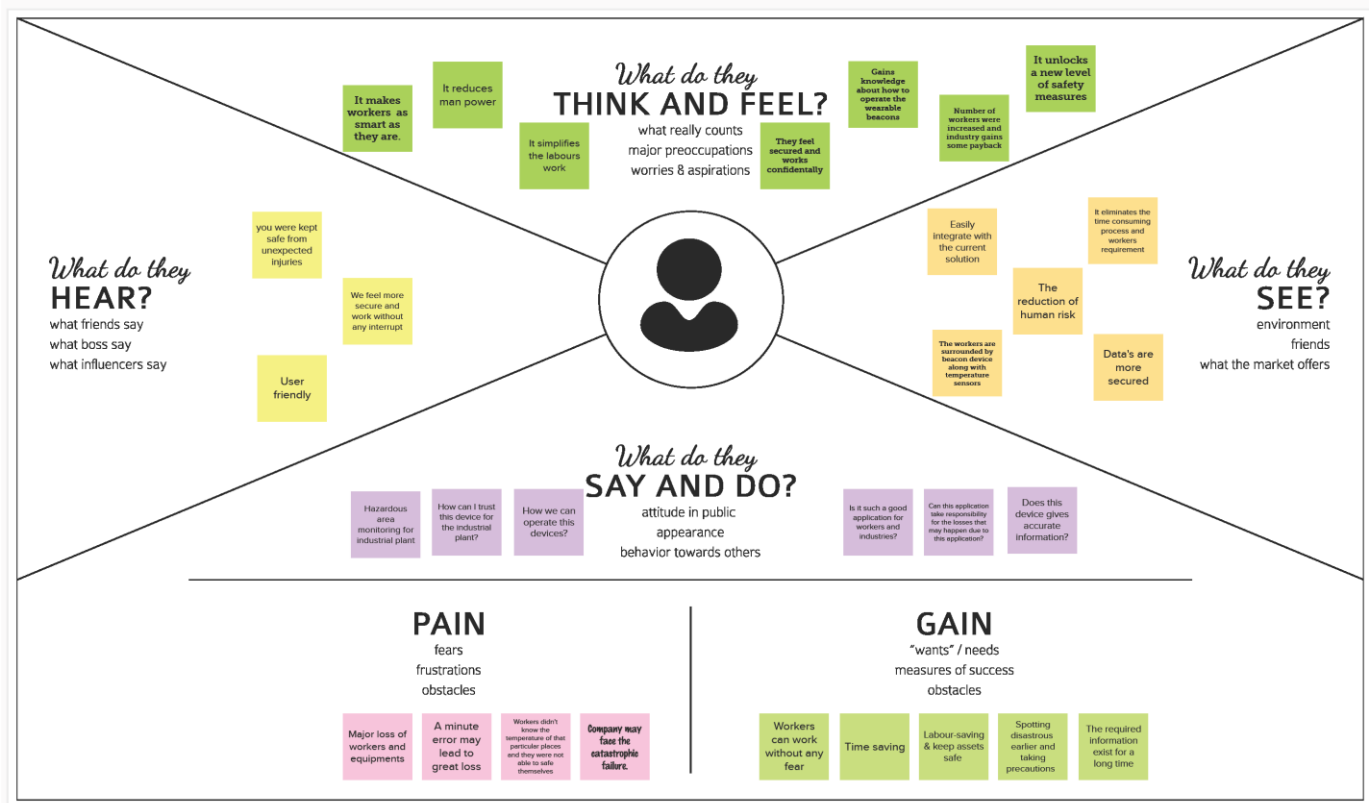 What do they
THINK AND FEEL?
what really counts
major preocupations
worries & aspirations
It makes
workers as
smart as
they are.
It reduces
man power
It simplifies
the labours
work
They feel
secured and
works
confidentally
Gains
knowledge
about how to
operate the
wearable
beacons
Number of
workers were
increased and
industry gains
some payback
It unlocks
a new level
of safety
measures
What do they
HEAR?
what friends say
what boss say
what influencers say
you were kept
safe from
unexpected
injuries
We feel more
secure and
work without
any interrupt
User
friendly
Easily
integrate with
the current
solution
It eliminates the
time consuming
process and
workers
requirement
The
reduction of
human risk
The workers are
surrounded by
beacon device
along with
temperature
sensors
Data's are
more
secured
What do they
SEE?
environment
friends
what the market offers
What do they
SAY AND DO?
attitude in public
appearance
behavior towards others
Hazardous
area
monitoring for
industrial plant
How can I trust
this device for
the industrial
plant?
How we can
operate this
devices?
Is it such a good
application for
workers and
industries?
Can this application
take responsibility
for the losses that
may happen due to
this application?
Does this
device gives
accurate
information?
PAIN
fears
frustrations
obstacles
Major loss of
workers and
equipments
A minute
error may
lead to
great loss
Workers didn't
know the
temperature of that
particular places
and they were not
able to safe
themselves
Company may
face the
catastrophic
failure.
GAIN
"wants" / needs
measures of success
obstacles
Workers
can work
without any
fear
Time saving
Labour-saving
& keep assets
safe
Spotting
disastrous
earlier and
taking
precautions
The required
information
exist for a
long time